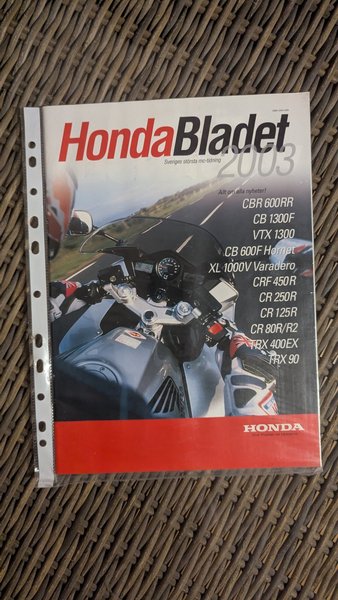 HondaBladet
Sveriges största mc-tidning
2003
Allt om alla nyheter!
CBR 600RR
CB 1300F
VTX 1300
CB 600F Hornet
XL 1000V Varadero
CRF 450R
CR 250R
CR 125R
CR 80R/R2
TRX 400EX
TRX 90
HONDA